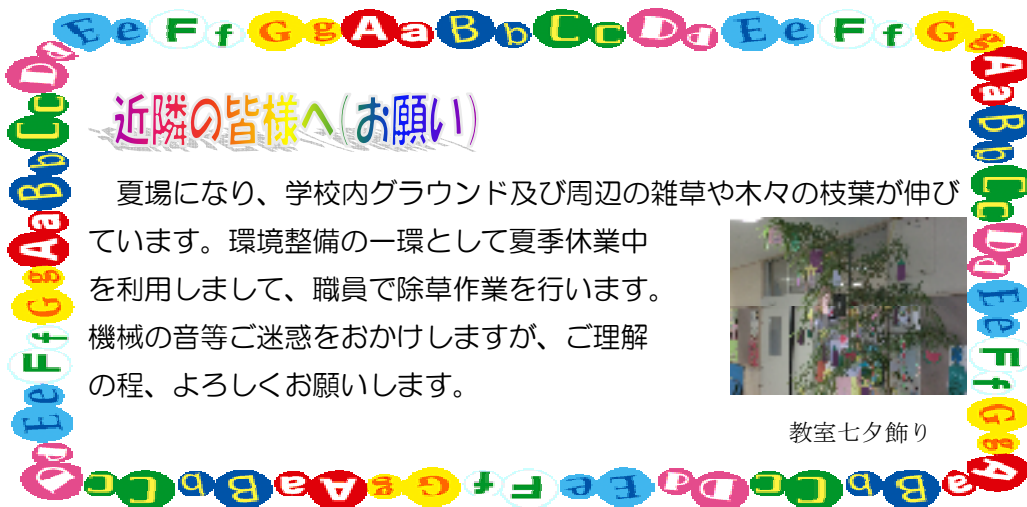 EeFfGgAaBbCcDdEeFfGg
近隣の皆様へ(お願い)
夏場になり、学校内グラウンド及び周辺の雑草や木々の枝葉が伸び
ています。環境整備の一環として夏季休業中
を利用しまして、職員で除草作業を行います。
機械の音等ご迷惑をおかけしますが、ご理解
の程、よろしくお願いします。
教室七夕飾り
AaBbCcDdEeFfGgAa
BbCcDdEeFfGgAaBbCc
DdEeFfGgAaBbCcDd